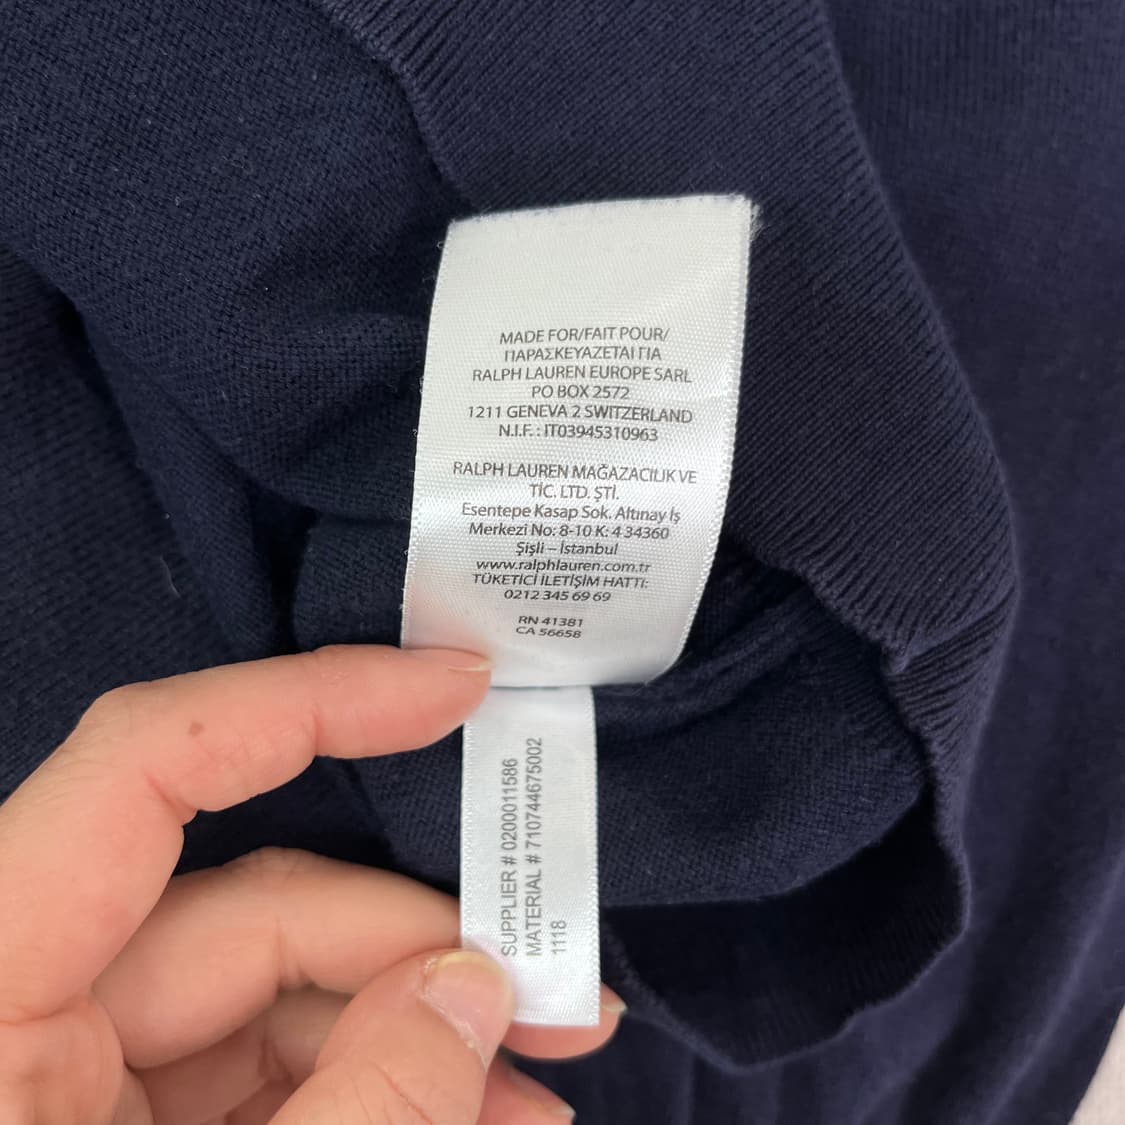 MADE FOR/FAIT POUR/
ΠΑΡΑΣΚΕΥΑΖΕΤΑΙ ΓΙΑ
RALPH LAUREN EUROPE SARL
PO BOX 2572
1211 GENEVA 2 SWITZERLAND
N.I.F. : IT03945310963
RALPH LAUREN MAĞAZACILIK VE
TİC. LTD. ŞTİ.
Esentepe Kasap Sok. Altınay İş
Merkezi No: 8-10 K: 4 34360
Şişli – İstanbul
www.ralphlauren.com.tr
TÜKETİCİ İLETİŞİM HATTI:
0212 345 69 69
RN 41381
CA 56658
SUPPLIER # 0200011586
MATERIAL # 710744675002
1118